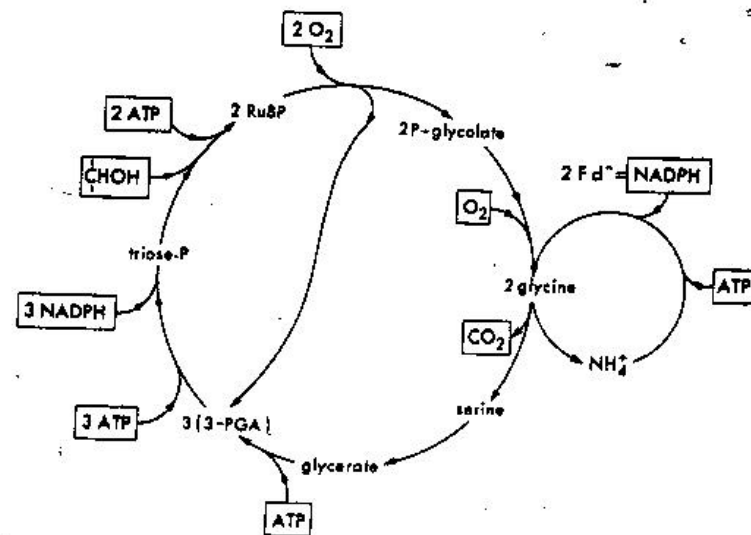 2 O₂
2 ATP
2 RuBP
2P-glycolate
CHOH
2 Fd⁻= NADPH
O₂
triose-P
2 glycine
ATP
3 NADPH
CO₂
NH₄⁺
serine
3 ATP
3 (3-PGA)
glycerate
ATP